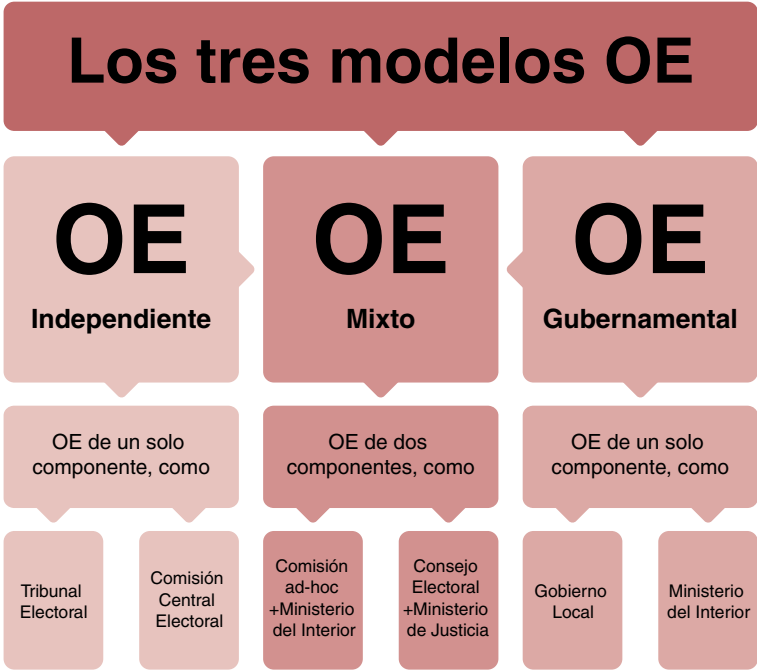 Los tres modelos OE
OE
Independiente
OE
Mixto
OE
Gubernamental
OE de un solo
componente, como
OE de dos
componentes, como
OE de un solo
componente, como
Tribunal
Electoral
Comisión
Central
Electoral
Comisión
ad-hoc
+Ministerio
del Interior
Consejo
Electoral
+Ministerio
de Justicia
Gobierno
Local
Ministerio
del Interior